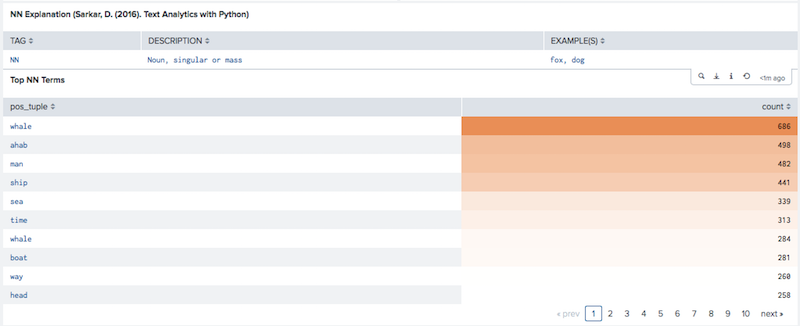 NN Explanation (Sarkar, D. (2016). Text Analytics with Python)
TAG DESCRIPTION EXAMPLE(S)
NN Noun, singular or mass fox, dog
Top NN Terms <1m ago
pos_tuple count
whale 686
ahab 498
man 482
ship 441
sea 339
time 313
whale 284
boat 281
way 260
head 258
« prev 1 2 3 4 5 6 7 8 9 10 next »